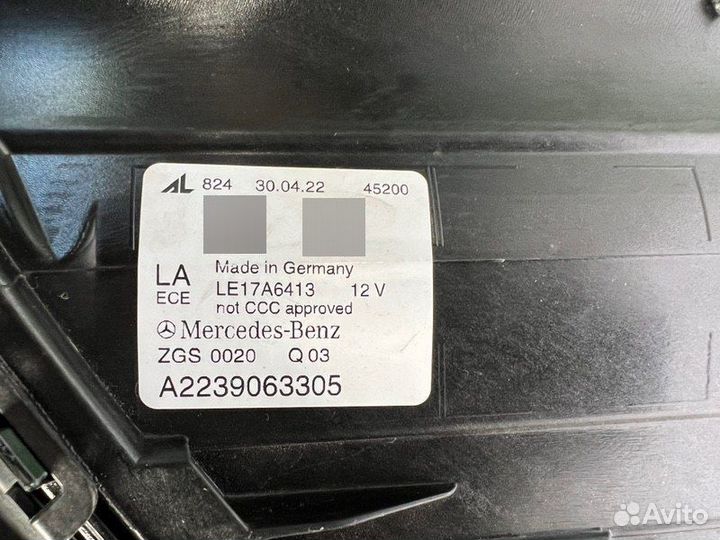 AL 824 30.04.22 45200
LA Made in Germany
ECE LE17A6413 12 V
not CCC approved
Mercedes-Benz
ZGS 0020 Q 03
A2239063305
Avito